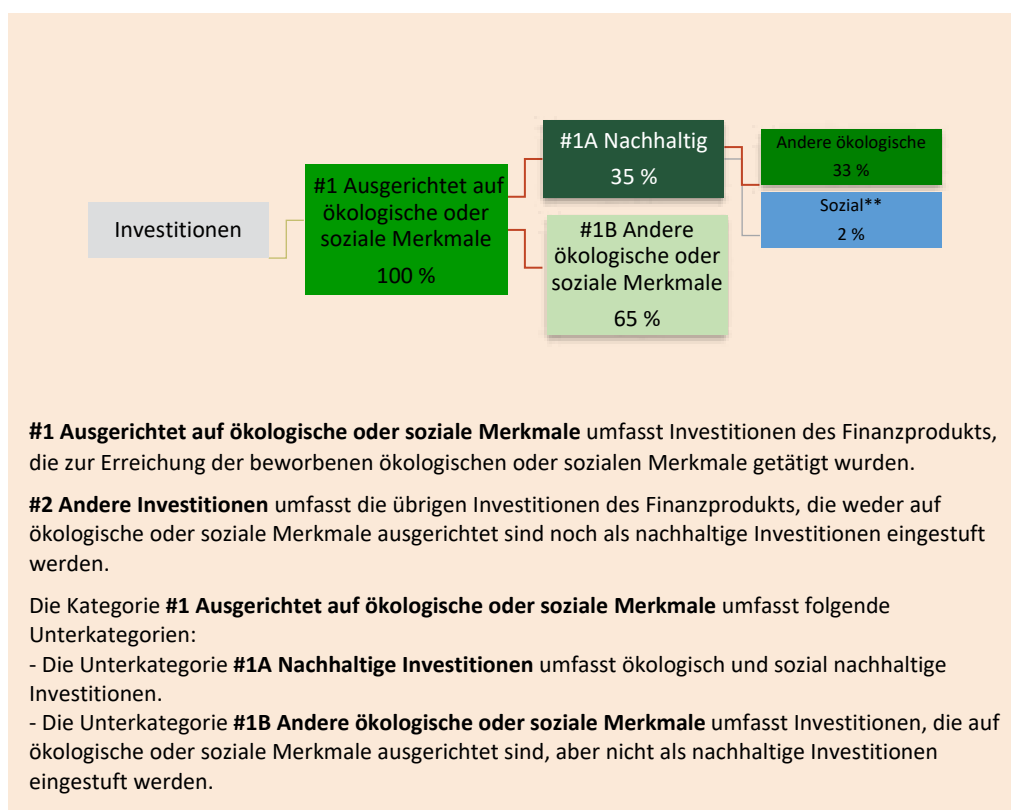 Investitionen
#1 Ausgerichtet auf
ökologische oder
soziale Merkmale
100 %
#1A Nachhaltig
35 %
#1B Andere
ökologische oder
soziale Merkmale
65 %
Andere ökologische
33 %
Sozial**
2 %
#1 Ausgerichtet auf ökologische oder soziale Merkmale umfasst Investitionen des Finanzprodukts,
die zur Erreichung der beworbenen ökologischen oder sozialen Merkmale getätigt wurden.
#2 Andere Investitionen umfasst die übrigen Investitionen des Finanzprodukts, die weder auf
ökologische oder soziale Merkmale ausgerichtet sind noch als nachhaltige Investitionen eingestuft
werden.
Die Kategorie #1 Ausgerichtet auf ökologische oder soziale Merkmale umfasst folgende
Unterkategorien:
- Die Unterkategorie #1A Nachhaltige Investitionen umfasst ökologisch und sozial nachhaltige
Investitionen.
- Die Unterkategorie #1B Andere ökologische oder soziale Merkmale umfasst Investitionen, die auf
ökologische oder soziale Merkmale ausgerichtet sind, aber nicht als nachhaltige Investitionen
eingestuft werden.